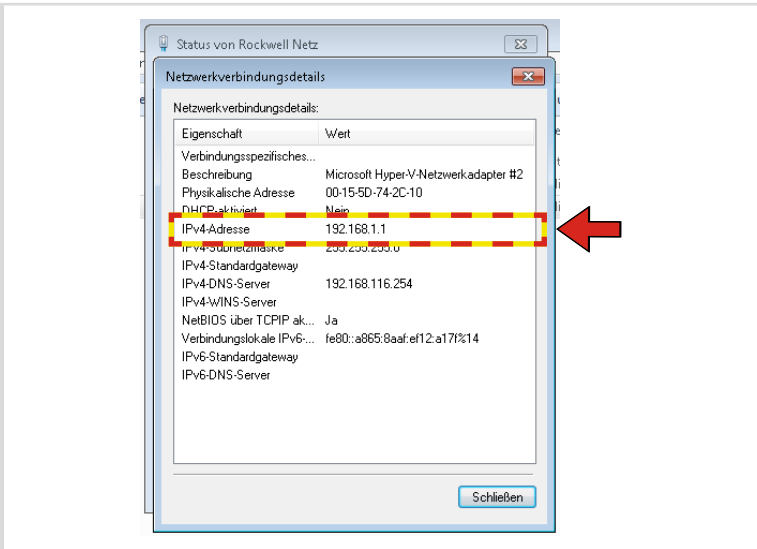 Status von Rockwell Netz
Netzwerkverbindungsdetails
Netzwerkverbindungsdetails:
Eigenschaft Wert
Verbindungsspezifisches...
Beschreibung Microsoft Hyper-V-Netzwerkadapter #2
Physikalische Adresse 00-15-5D-74-2C-10
DHCP-aktiviert Nein
IPv4-Adresse 192.168.1.1
IPv4-Subnetzmaske 255.255.255.0
IPv4-Standardgateway
IPv4-DNS-Server 192.168.116.254
IPv4-WINS-Server
NetBIOS über TCPIP ak... Ja
Verbindungslokale IPv6-... fe80::a865:8aaf:ef12:a17f%14
IPv6-Standardgateway
IPv6-DNS-Server
Schließen